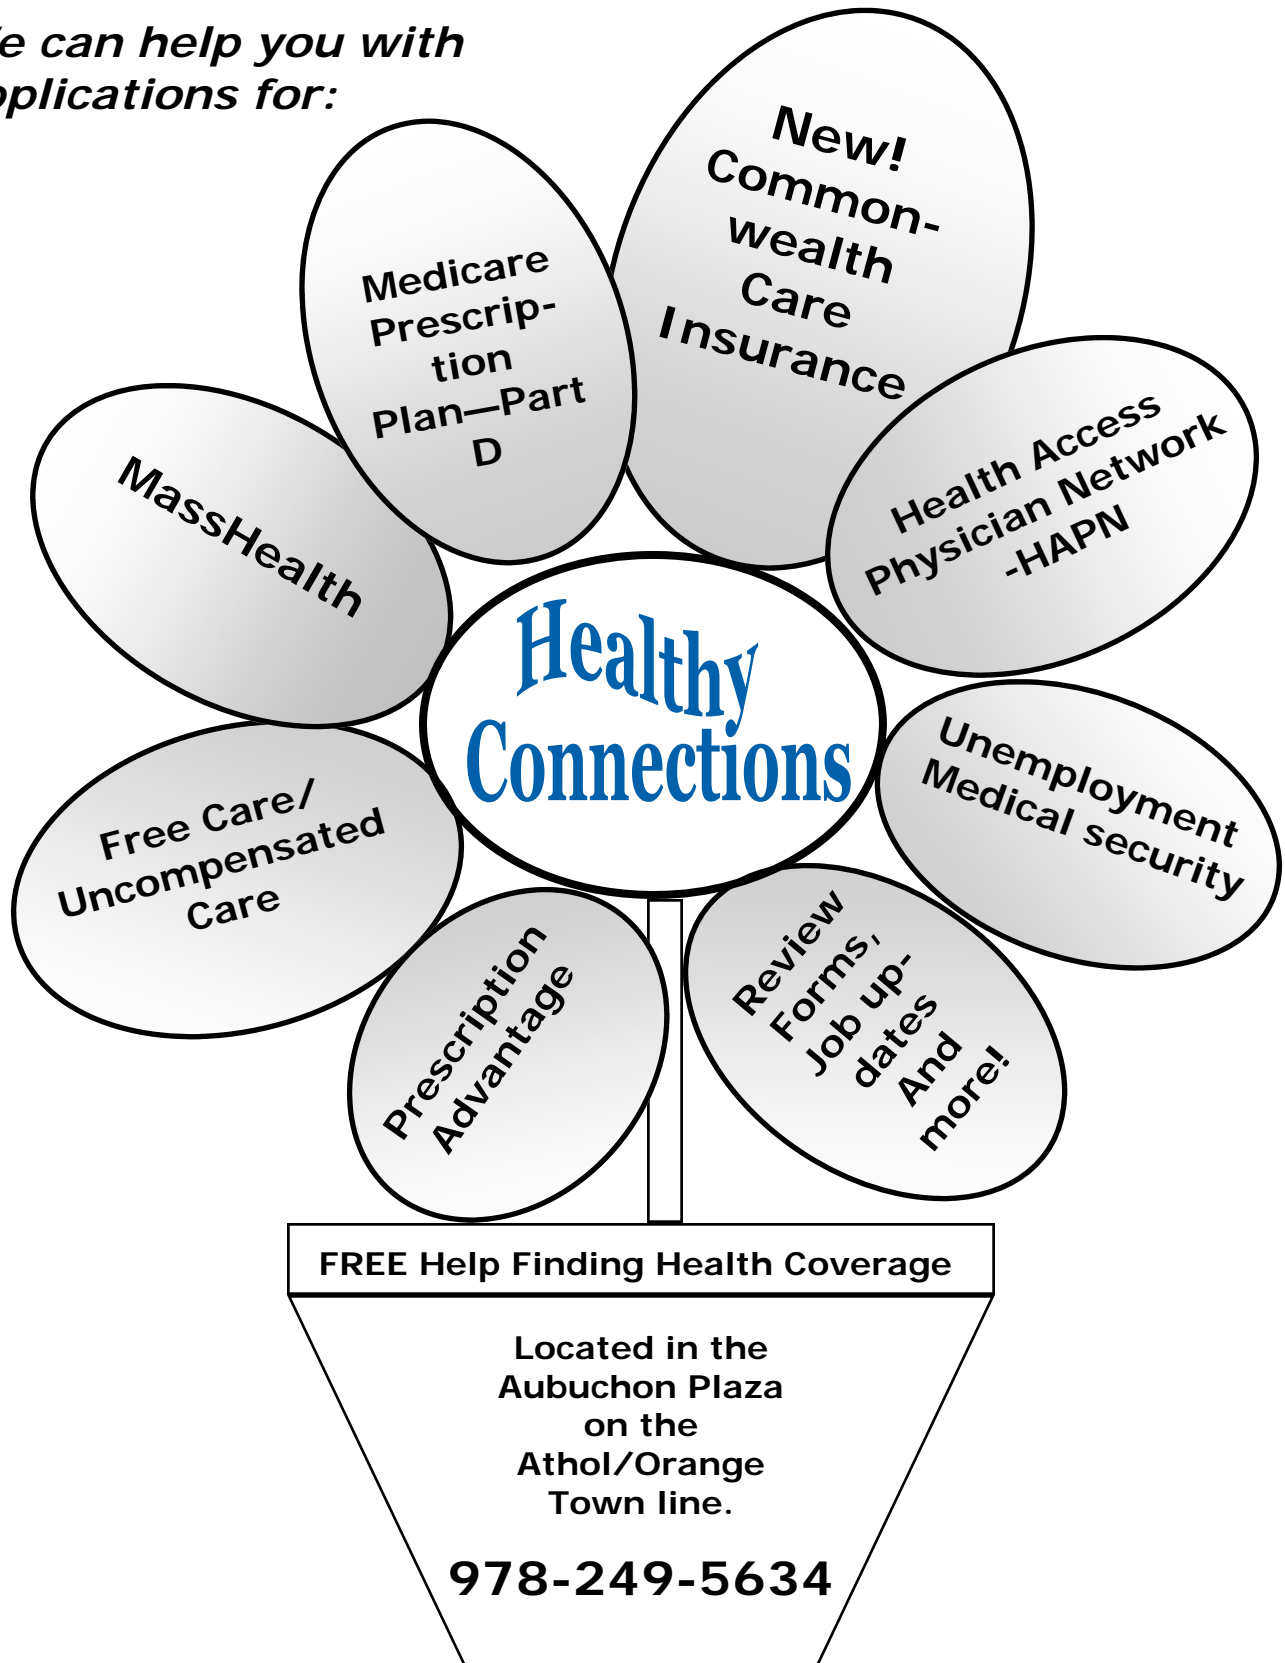 e can help you with
plications for:
New!
Common-
wealth
Care
Insurance
Medicare
Prescrip-
tion
Plan—Part
D
Health Access
Physician Network
-HAPN
MassHealth
Healthy
Connections
Unemployment
Medical security
Free Care/
Uncompensated
Care
Prescription
Advantage
Review
Forms,
Job up-
dates
And
more!
FREE Help Finding Health Coverage
Located in the
Aubuchon Plaza
on the
Athol/Orange
Town line.
978-249-5634